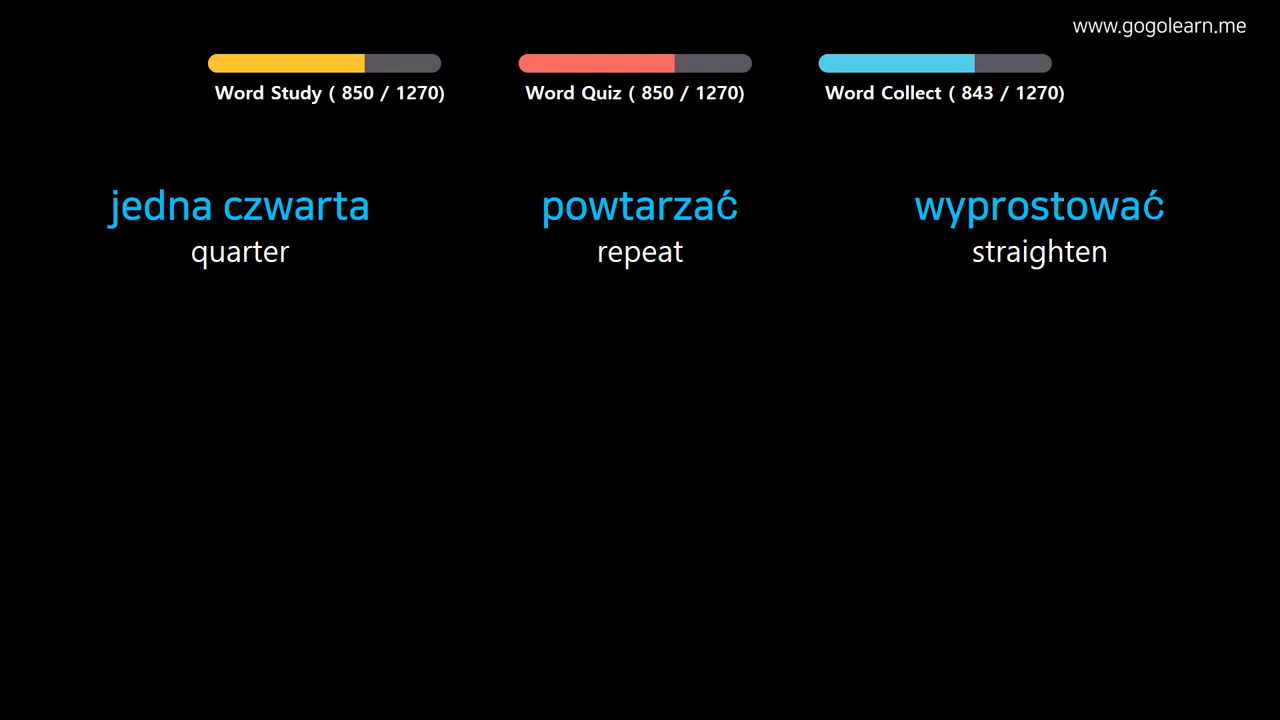 www.gogolearn.me
Word Study ( 850 / 1270)
Word Quiz ( 850 / 1270)
Word Collect ( 843 / 1270)
jedna czwarta
quarter
powtarzać
repeat
wyprostować
straighten